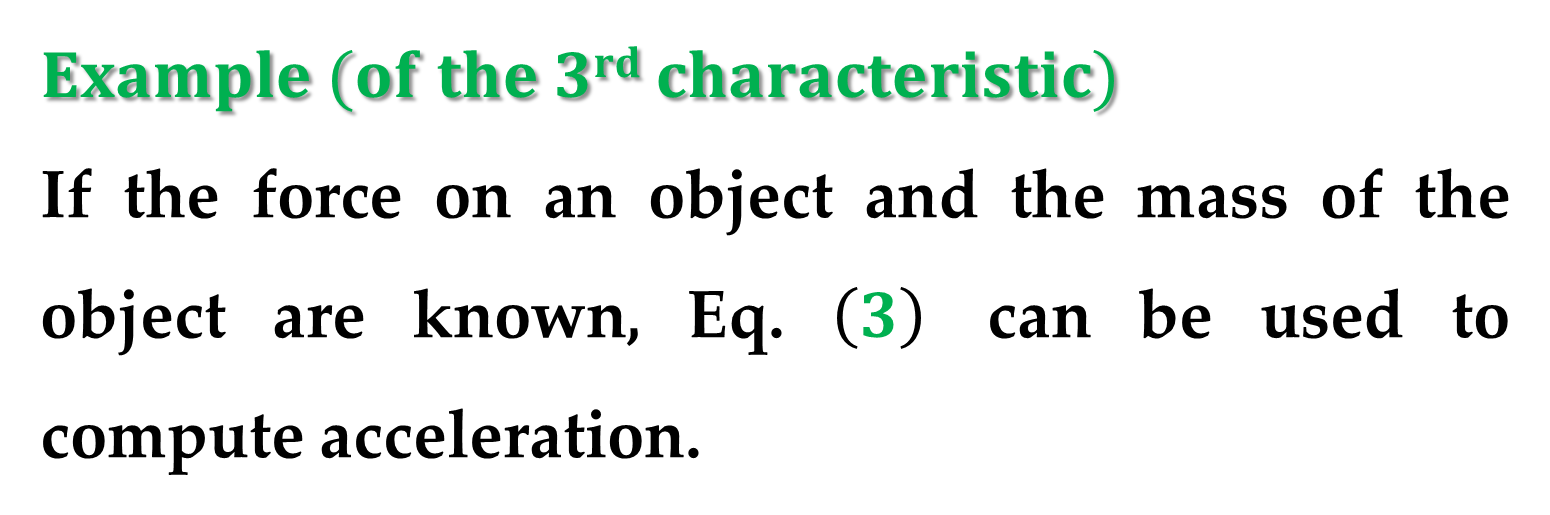 Example (of the 3rd characteristic)
If the force on an object and the mass of the
object are known, Eq. (3) can be used to
compute acceleration.